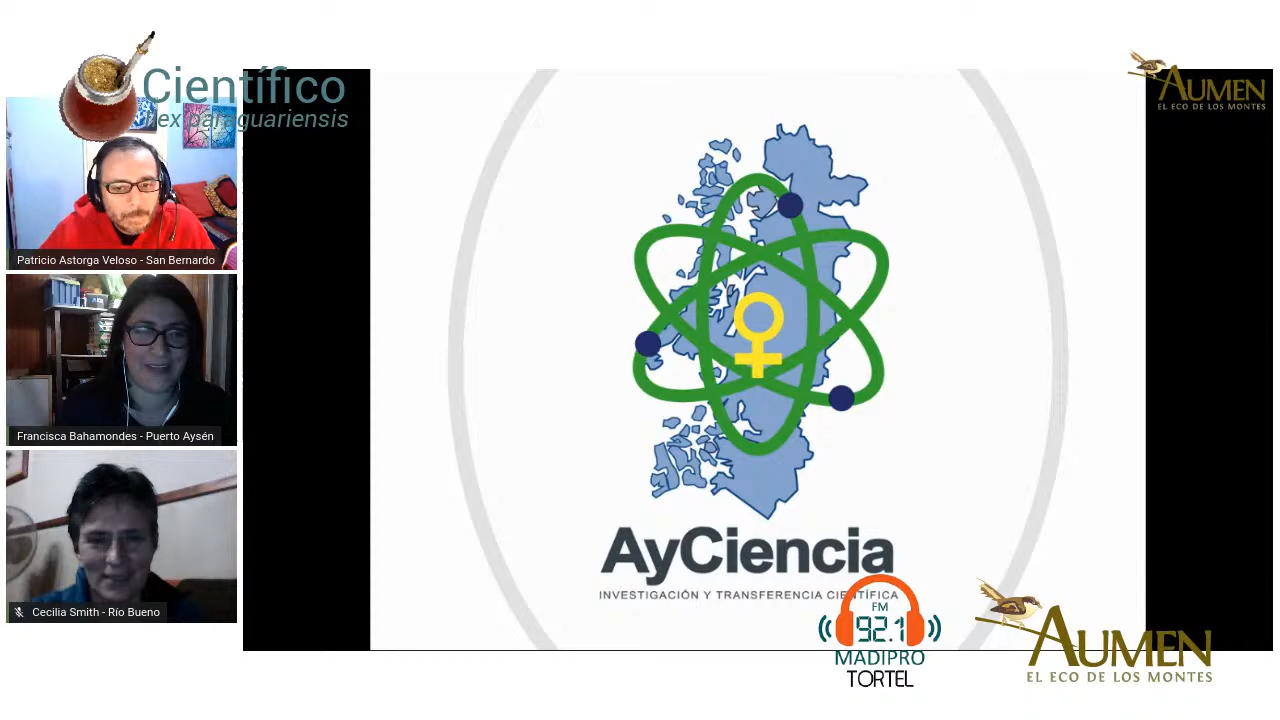 Científico
ilex paraguariensis
Patricio Astorga Veloso - San Bernardo
Francisca Bahamondes - Puerto Aysén
Cecilia Smith - Río Bueno
AUMEN
EL ECO DE LOS MONTES
AyCiencia
INVESTIGACIÓN Y TRANSFERENCIA CIENTÍFICA
FM
92.1
MADIPRO
TORTEL
AUMEN
EL ECO DE LOS MONTES